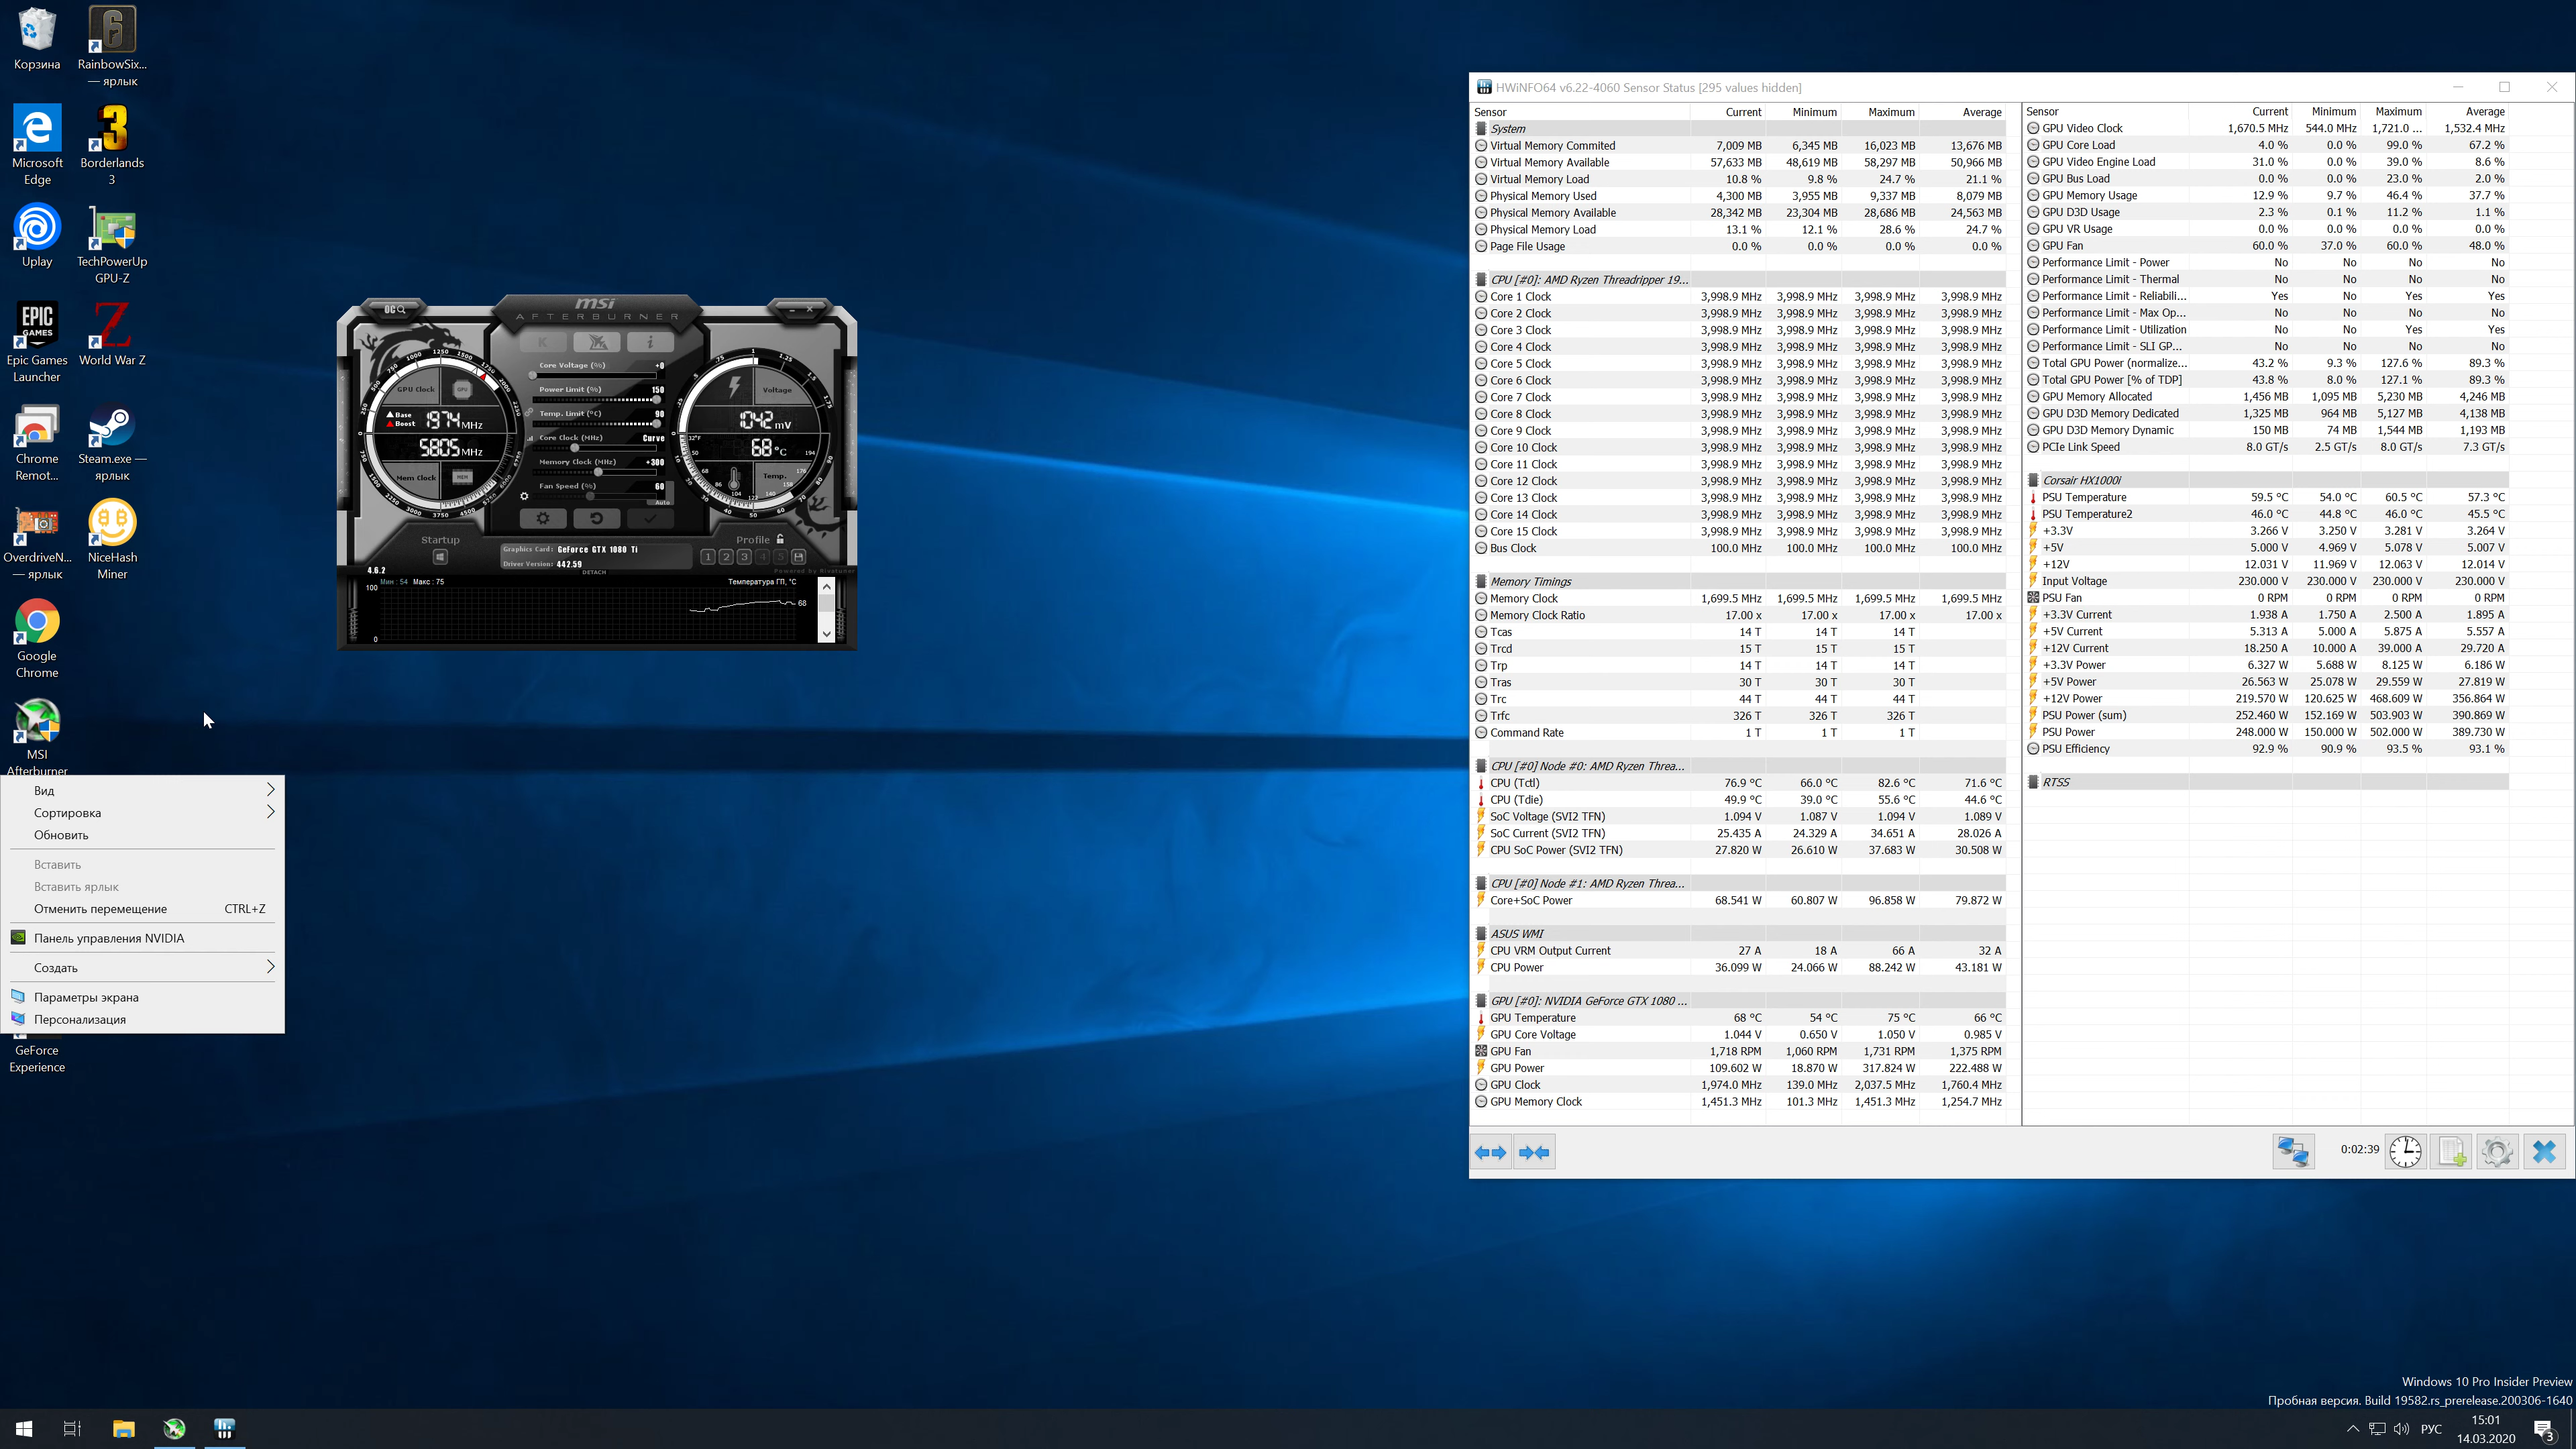 Корзина
RainbowSix...
— ярлык
Microsoft
Edge
Borderlands
3
Uplay
TechPowerUp
GPU-Z
Epic Games
Launcher
World War Z
Chrome
Remot...
Steam.exe —
ярлык
OverdriveN...
— ярлык
NiceHash
Miner
Google
Chrome
MSI
Afterburner
Вид
Сортировка
Обновить
Вставить
Вставить ярлык
Отменить перемещение CTRL+Z
Панель управления NVIDIA
Создать
Параметры экрана
Персонализация
GeForce
Experience
msi
AFTERBURNER
OC
GPU Clock
Base
Boost
1974 MHz
5805 MHz
Mem Clock
MEM
Core Voltage (%) +0
Power Limit (%) 150
Temp. Limit (°C) 90
Core Clock (MHz) Curve
Memory Clock (MHz) +300
Fan Speed (%) 60
Auto
Voltage
1042 mV
68 °C
Temp.
Startup
Profile
1 2 3 4 5
Graphics Card: GeForce GTX 1080 Ti
Driver Version: 442.59
DETACH
Powered by Rivatuner
4.6.2
Мин : 54 Макс : 75
Температура ГП, °C
100
68
0
HWiNFO64 v6.22-4060 Sensor Status [295 values hidden]
Sensor Current Minimum Maximum Average
System
Virtual Memory Commited 7,009 MB 6,345 MB 16,023 MB 13,676 MB
Virtual Memory Available 57,633 MB 48,619 MB 58,297 MB 50,966 MB
Virtual Memory Load 10.8 % 9.8 % 24.7 % 21.1 %
Physical Memory Used 4,300 MB 3,955 MB 9,337 MB 8,079 MB
Physical Memory Available 28,342 MB 23,304 MB 28,686 MB 24,563 MB
Physical Memory Load 13.1 % 12.1 % 28.6 % 24.7 %
Page File Usage 0.0 % 0.0 % 0.0 % 0.0 %
CPU [#0]: AMD Ryzen Threadripper 19...
Core 1 Clock 3,998.9 MHz 3,998.9 MHz 3,998.9 MHz 3,998.9 MHz
Core 2 Clock 3,998.9 MHz 3,998.9 MHz 3,998.9 MHz 3,998.9 MHz
Core 3 Clock 3,998.9 MHz 3,998.9 MHz 3,998.9 MHz 3,998.9 MHz
Core 4 Clock 3,998.9 MHz 3,998.9 MHz 3,998.9 MHz 3,998.9 MHz
Core 5 Clock 3,998.9 MHz 3,998.9 MHz 3,998.9 MHz 3,998.9 MHz
Core 6 Clock 3,998.9 MHz 3,998.9 MHz 3,998.9 MHz 3,998.9 MHz
Core 7 Clock 3,998.9 MHz 3,998.9 MHz 3,998.9 MHz 3,998.9 MHz
Core 8 Clock 3,998.9 MHz 3,998.9 MHz 3,998.9 MHz 3,998.9 MHz
Core 9 Clock 3,998.9 MHz 3,998.9 MHz 3,998.9 MHz 3,998.9 MHz
Core 10 Clock 3,998.9 MHz 3,998.9 MHz 3,998.9 MHz 3,998.9 MHz
Core 11 Clock 3,998.9 MHz 3,998.9 MHz 3,998.9 MHz 3,998.9 MHz
Core 12 Clock 3,998.9 MHz 3,998.9 MHz 3,998.9 MHz 3,998.9 MHz
Core 13 Clock 3,998.9 MHz 3,998.9 MHz 3,998.9 MHz 3,998.9 MHz
Core 14 Clock 3,998.9 MHz 3,998.9 MHz 3,998.9 MHz 3,998.9 MHz
Core 15 Clock 3,998.9 MHz 3,998.9 MHz 3,998.9 MHz 3,998.9 MHz
Bus Clock 100.0 MHz 100.0 MHz 100.0 MHz 100.0 MHz
Memory Timings
Memory Clock 1,699.5 MHz 1,699.5 MHz 1,699.5 MHz 1,699.5 MHz
Memory Clock Ratio 17.00 x 17.00 x 17.00 x 17.00 x
Tcas 14 T 14 T 14 T
Trcd 15 T 15 T 15 T
Trp 14 T 14 T 14 T
Tras 30 T 30 T 30 T
Trc 44 T 44 T 44 T
Trfc 326 T 326 T 326 T
Command Rate 1 T 1 T 1 T
CPU [#0] Node #0: AMD Ryzen Threa...
CPU (Tctl) 76.9 °C 66.0 °C 82.6 °C 71.6 °C
CPU (Tdie) 49.9 °C 39.0 °C 55.6 °C 44.6 °C
SoC Voltage (SVI2 TFN) 1.094 V 1.087 V 1.094 V 1.089 V
SoC Current (SVI2 TFN) 25.435 A 24.329 A 34.651 A 28.026 A
CPU SoC Power (SVI2 TFN) 27.820 W 26.610 W 37.683 W 30.508 W
CPU [#0] Node #1: AMD Ryzen Threa...
Core+SoC Power 68.541 W 60.807 W 96.858 W 79.872 W
ASUS WMI
CPU VRM Output Current 27 A 18 A 66 A 32 A
CPU Power 36.099 W 24.066 W 88.242 W 43.181 W
GPU [#0]: NVIDIA GeForce GTX 1080 ...
GPU Temperature 68 °C 54 °C 75 °C 66 °C
GPU Core Voltage 1.044 V 0.650 V 1.050 V 0.985 V
GPU Fan 1,718 RPM 1,060 RPM 1,731 RPM 1,375 RPM
GPU Power 109.602 W 18.870 W 317.824 W 222.488 W
GPU Clock 1,974.0 MHz 139.0 MHz 2,037.5 MHz 1,760.4 MHz
GPU Memory Clock 1,451.3 MHz 101.3 MHz 1,451.3 MHz 1,254.7 MHz
Sensor Current Minimum Maximum Average
GPU Video Clock 1,670.5 MHz 544.0 MHz 1,721.0 ... 1,532.4 MHz
GPU Core Load 4.0 % 0.0 % 99.0 % 67.2 %
GPU Video Engine Load 31.0 % 0.0 % 39.0 % 8.6 %
GPU Bus Load 0.0 % 0.0 % 23.0 % 2.0 %
GPU Memory Usage 12.9 % 9.7 % 46.4 % 37.7 %
GPU D3D Usage 2.3 % 0.1 % 11.2 % 1.1 %
GPU VR Usage 0.0 % 0.0 % 0.0 % 0.0 %
GPU Fan 60.0 % 37.0 % 60.0 % 48.0 %
Performance Limit - Power No No No No
Performance Limit - Thermal No No No No
Performance Limit - Reliabili... Yes No Yes Yes
Performance Limit - Max Op... No No No No
Performance Limit - Utilization No No Yes Yes
Performance Limit - SLI GP... No No No No
Total GPU Power (normalize... 43.2 % 9.3 % 127.6 % 89.3 %
Total GPU Power [% of TDP] 43.8 % 8.0 % 127.1 % 89.3 %
GPU Memory Allocated 1,456 MB 1,095 MB 5,230 MB 4,246 MB
GPU D3D Memory Dedicated 1,325 MB 964 MB 5,127 MB 4,138 MB
GPU D3D Memory Dynamic 150 MB 74 MB 1,544 MB 1,193 MB
PCIe Link Speed 8.0 GT/s 2.5 GT/s 8.0 GT/s 7.3 GT/s
Corsair HX1000i
PSU Temperature 59.5 °C 54.0 °C 60.5 °C 57.3 °C
PSU Temperature2 46.0 °C 44.8 °C 46.0 °C 45.5 °C
+3.3V 3.266 V 3.250 V 3.281 V 3.264 V
+5V 5.000 V 4.969 V 5.078 V 5.007 V
+12V 12.031 V 11.969 V 12.063 V 12.014 V
Input Voltage 230.000 V 230.000 V 230.000 V 230.000 V
PSU Fan 0 RPM 0 RPM 0 RPM 0 RPM
+3.3V Current 1.938 A 1.750 A 2.500 A 1.895 A
+5V Current 5.313 A 5.000 A 5.875 A 5.557 A
+12V Current 18.250 A 10.000 A 39.000 A 29.720 A
+3.3V Power 6.327 W 5.688 W 8.125 W 6.186 W
+5V Power 26.563 W 25.078 W 29.559 W 27.819 W
+12V Power 219.570 W 120.625 W 468.609 W 356.864 W
PSU Power (sum) 252.460 W 152.169 W 503.903 W 390.869 W
PSU Power 248.000 W 150.000 W 502.000 W 389.730 W
PSU Efficiency 92.9 % 90.9 % 93.5 % 93.1 %
RTSS
0:02:39
Windows 10 Pro Insider Preview
Пробная версия. Build 19582.rs_prerelease.200306-1640
РУС
15:01
14.03.2020
3